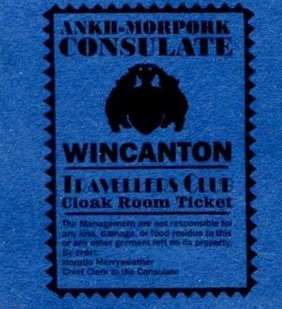 ANKH-MORPORK
CONSULATE
WINCANTON
TRAVELLERS CLUB
Cloak Room Ticket
The Management are not responsible for
any loss, damage, or food residue to this
or any other garment left on its property,
by order.
Horatio Merryweather
Chief Clerk to the Consulate